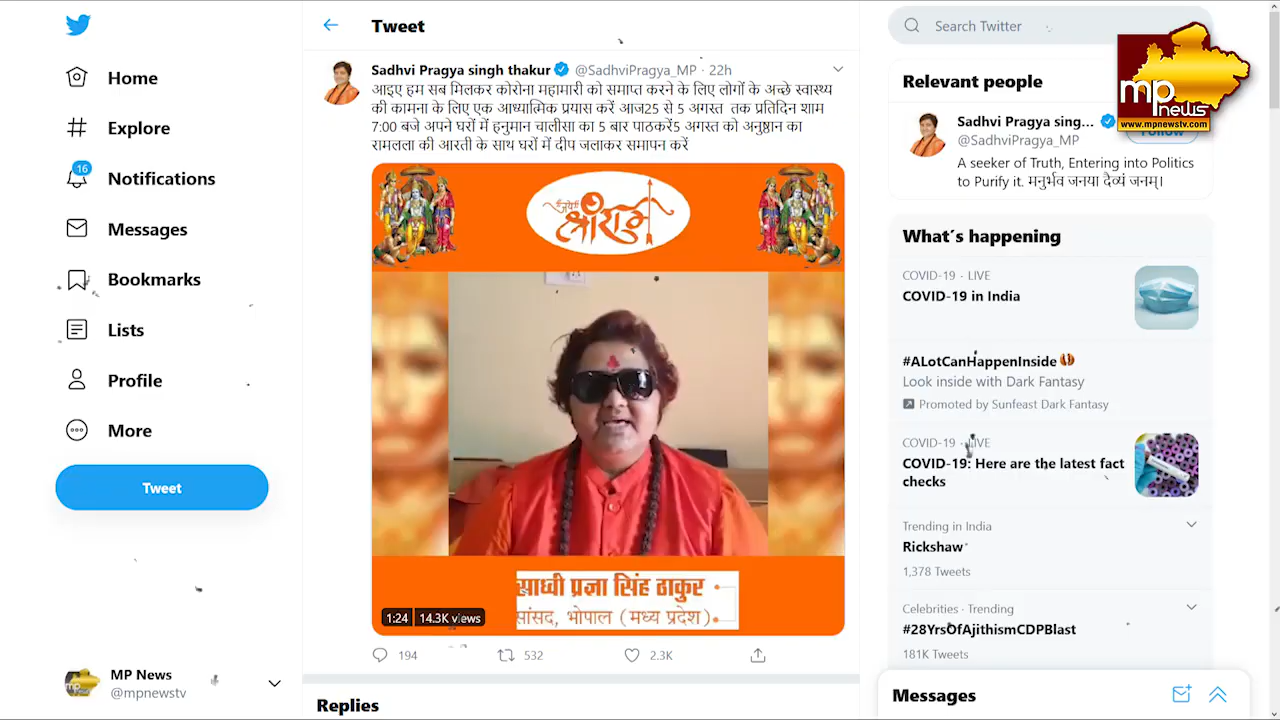 Tweet
Search Twitter
Home
Explore
16
Notifications
Messages
Bookmarks
Lists
Profile
More
Tweet
MP News
@mpnewstv
Sadhvi Pragya singh thakur @SadhviPragya_MP · 22h
आइए हम सब मिलकर कोरोना महामारी को समाप्त करने के लिए लोगों के अच्छे स्वास्थ्य
की कामना के लिए एक आध्यात्मिक प्रयास करें आज25 से 5 अगस्त तक प्रतिदिन शाम
7:00 बजे अपने घरों में हनुमान चालीसा का 5 बार पाठकरें5 अगस्त को अनुष्ठान का
रामलला की आरती के साथ घरों में दीप जलाकर समापन करें
श्रीराम
साध्वी प्रज्ञा सिंह ठाकुर
सांसद, भोपाल (मध्य प्रदेश)
1:24
14.3K views
194
532
2.3K
Replies
mp
news
www.mpnewstv.com
Relevant people
Sadhvi Pragya sing...
Follow
@SadhviPragya_MP
A seeker of Truth, Entering into Politics
to Purify it. मनुर्भव जनया दैव्यं जनम्।
What's happening
COVID-19 · LIVE
COVID-19 in India
#ALotCanHappenInside
Look inside with Dark Fantasy
Promoted by Sunfeast Dark Fantasy
COVID-19 · LIVE
COVID-19: Here are the latest fact
checks
Trending in India
Rickshaw
1,378 Tweets
Celebrities · Trending
#28YrsOfAjithismCDPBlast
181K Tweets
Messages